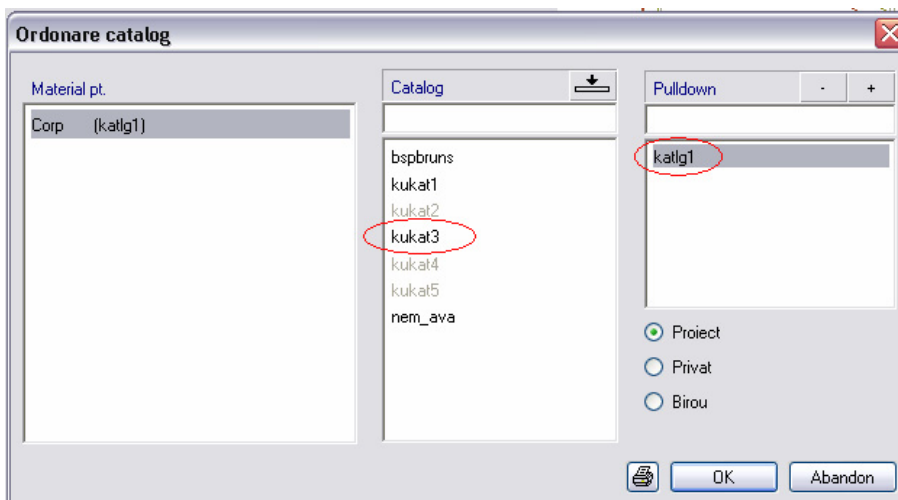 Ordonare catalog
Material pt.
Corp (katlg1)
Catalog
bspbruns
kukat1
kukat2
kukat3
kukat4
kukat5
nem_ava
Pulldown - +
katlg1
Proiect
Privat
Birou
OK Abandon